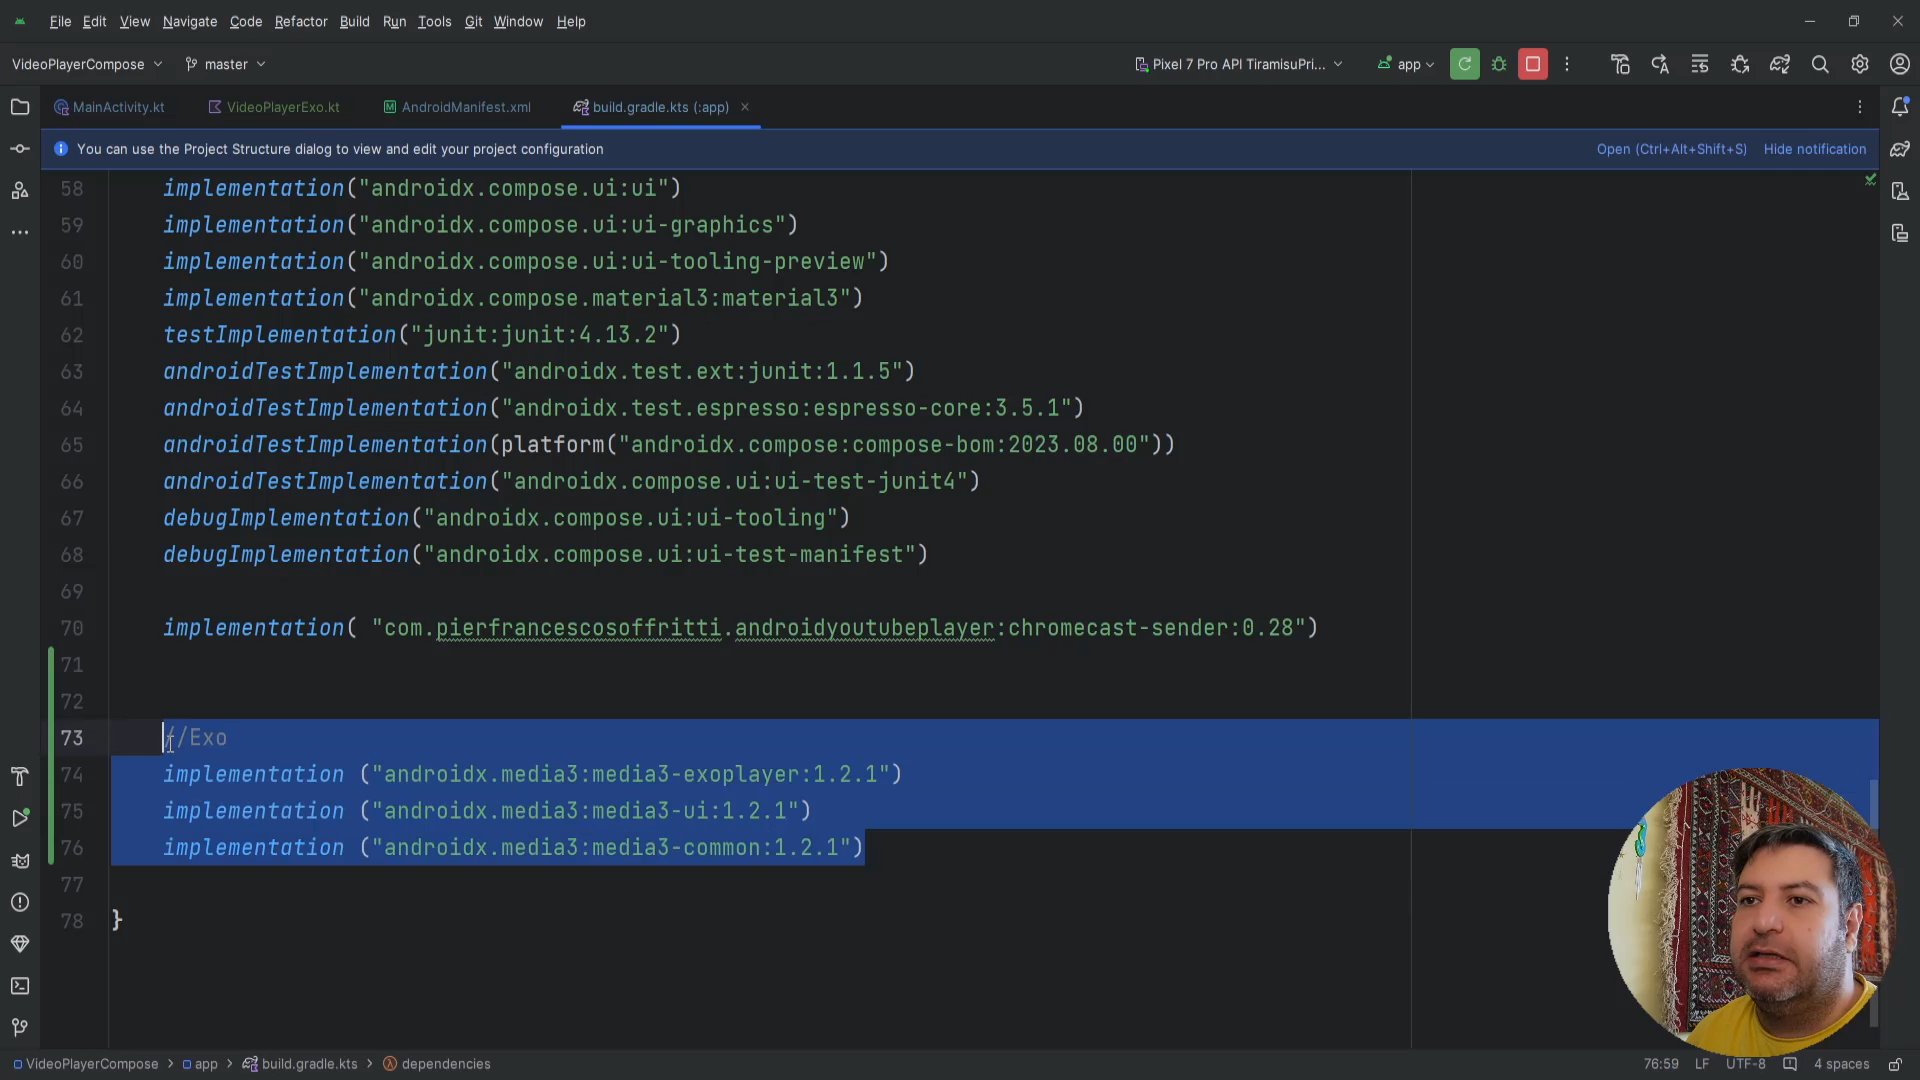 File Edit View Navigate Code Refactor Build Run Tools Git Window Help
VideoPlayerCompose master Pixel 7 Pro API TiramisuPri... app
MainActivity.kt VideoPlayerExo.kt AndroidManifest.xml build.gradle.kts (:app)
You can use the Project Structure dialog to view and edit your project configuration Open (Ctrl+Alt+Shift+S) Hide notification
58 implementation("androidx.compose.ui:ui")
59 implementation("androidx.compose.ui:ui-graphics")
60 implementation("androidx.compose.ui:ui-tooling-preview")
61 implementation("androidx.compose.material3:material3")
62 testImplementation("junit:junit:4.13.2")
63 androidTestImplementation("androidx.test.ext:junit:1.1.5")
64 androidTestImplementation("androidx.test.espresso:espresso-core:3.5.1")
65 androidTestImplementation(platform("androidx.compose:compose-bom:2023.08.00"))
66 androidTestImplementation("androidx.compose.ui:ui-test-junit4")
67 debugImplementation("androidx.compose.ui:ui-tooling")
68 debugImplementation("androidx.compose.ui:ui-test-manifest")
69
70 implementation( "com.pierfrancescosoffritti.androidyoutubeplayer:chromecast-sender:0.28")
71
72
73 //Exo
74 implementation ("androidx.media3:media3-exoplayer:1.2.1")
75 implementation ("androidx.media3:media3-ui:1.2.1")
76 implementation ("androidx.media3:media3-common:1.2.1")
77
78 }
VideoPlayerCompose > app > build.gradle.kts > dependencies 76:59 LF UTF-8 4 spaces